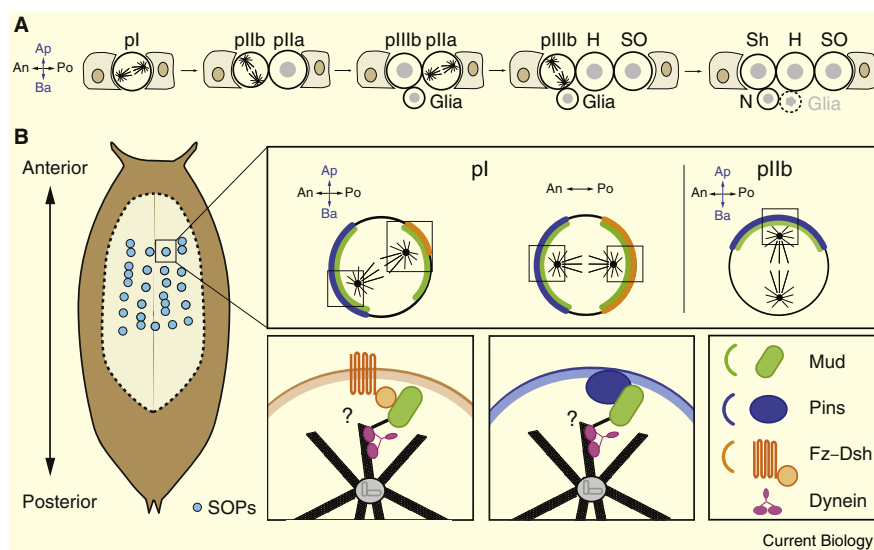 A
pI
pIIb pIIa
pIIIb pIIa
pIIIb H SO
Sh H SO
Ap
An Po
Ba
Glia
Glia
N
Glia
B
Anterior
Posterior
SOPs
pI
pIIb
Ap
An Po
Ba
An Po
Ap
An Po
Ba
?
?
Mud
Pins
Fz–Dsh
Dynein
Current Biology